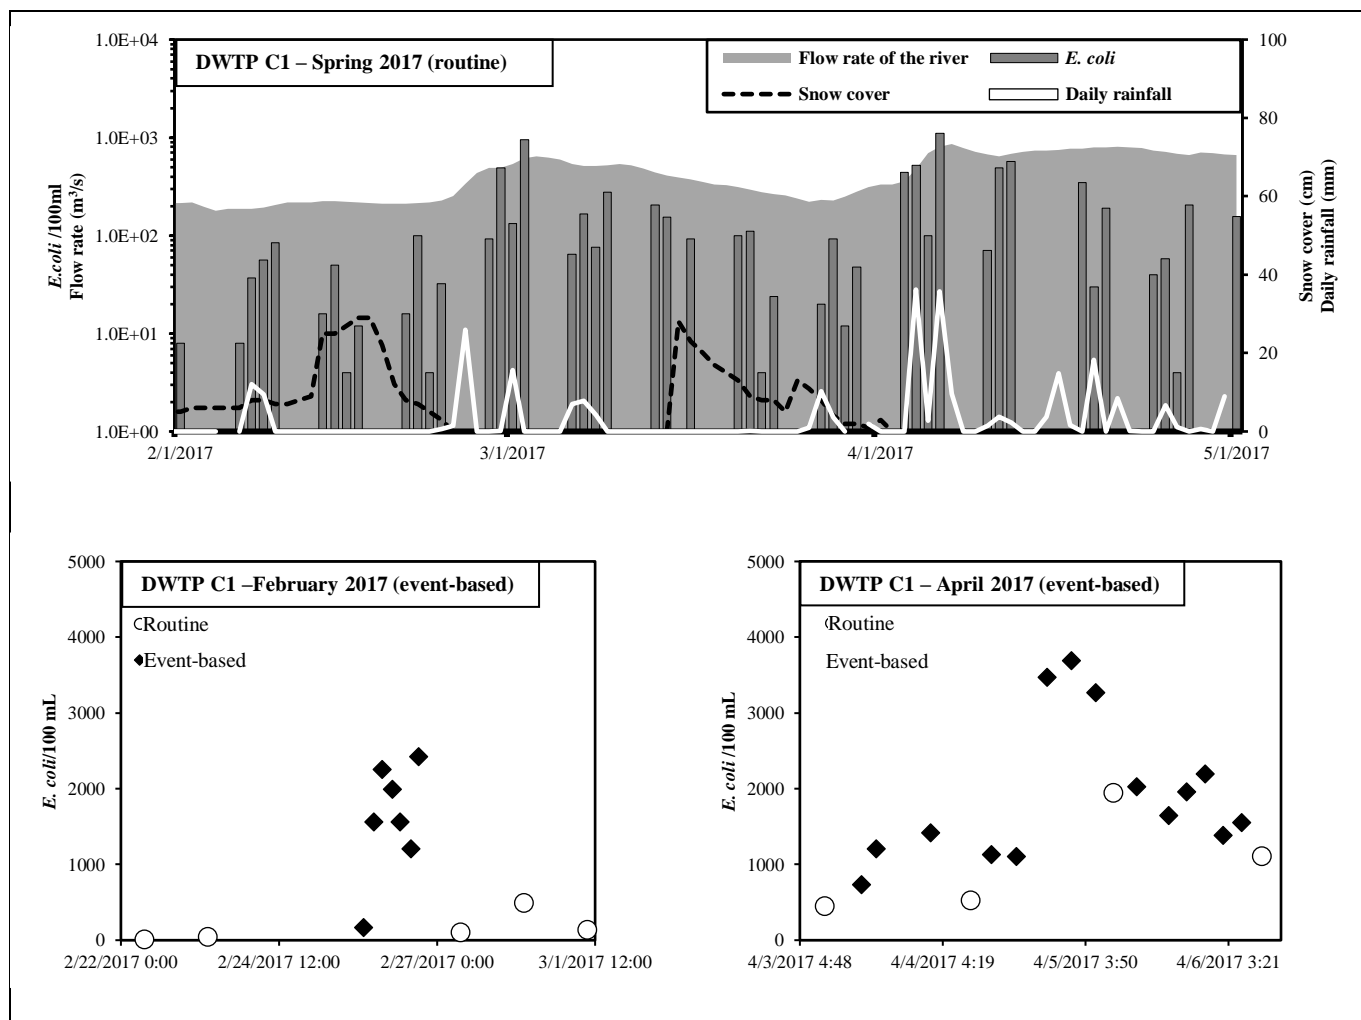 DWTP C1 – Spring 2017 (routine)
Flow rate of the river
E. coli
Snow cover
Daily rainfall
1.0E+04
1.0E+03
1.0E+02
1.0E+01
1.0E+00
E.coli /100ml
Flow rate (m³/s)
100
80
60
40
20
0
Snow cover (cm)
Daily rainfall (mm)
2/1/2017
3/1/2017
4/1/2017
5/1/2017
DWTP C1 –February 2017 (event-based)
Routine
Event-based
5000
4000
3000
2000
1000
0
E. coli/100 mL
2/22/2017 0:00
2/24/2017 12:00
2/27/2017 0:00
3/1/2017 12:00
DWTP C1 – April 2017 (event-based)
Routine
Event-based
5000
4000
3000
2000
1000
0
E. coli /100 mL
4/3/2017 4:48
4/4/2017 4:19
4/5/2017 3:50
4/6/2017 3:21